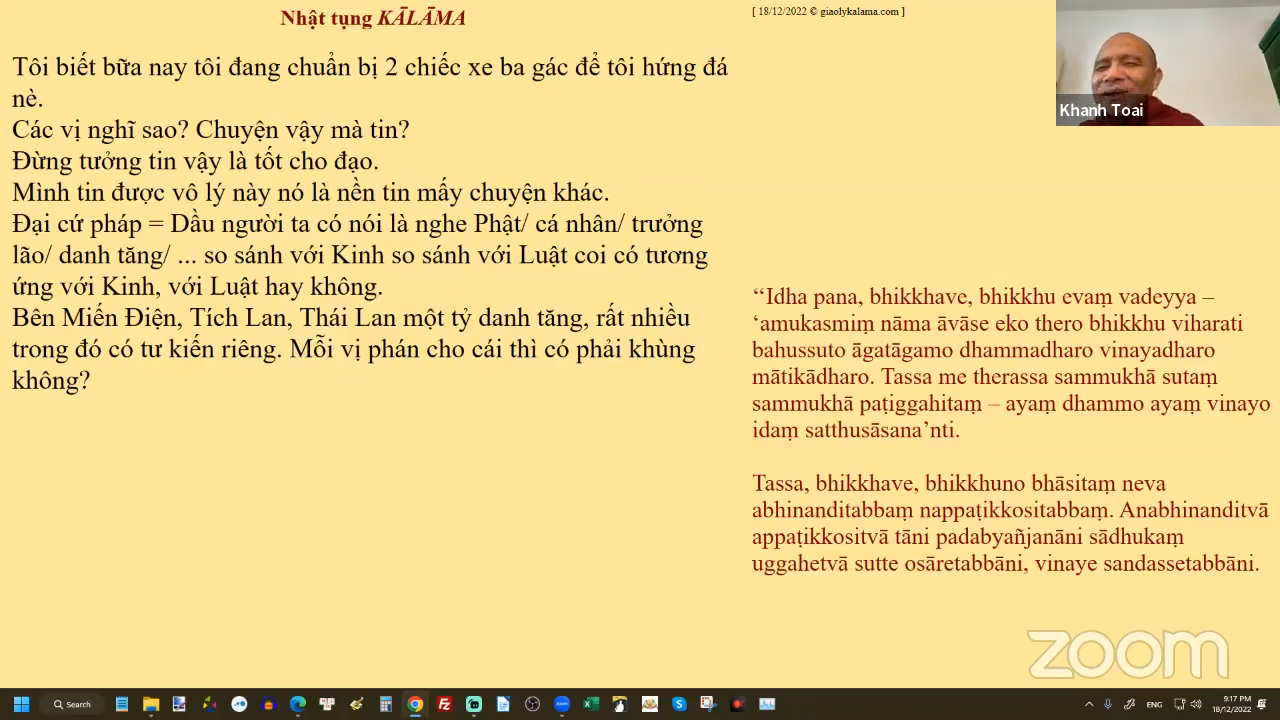 Nhật tụng KĀLĀMA
[ 18/12/2022 © giaolykalama.com ]
Tôi biết bữa nay tôi đang chuẩn bị 2 chiếc xe ba gác để tôi hứng đá
nè.
Các vị nghĩ sao? Chuyện vậy mà tin?
Đừng tưởng tin vậy là tốt cho đạo.
Mình tin được vô lý này nó là nền tin mấy chuyện khác.
Đại cứ pháp = Dầu người ta có nói là nghe Phật/ cá nhân/ trưởng
lão/ danh tăng/ ... so sánh với Kinh so sánh với Luật coi có tương
ứng với Kinh, với Luật hay không.
Bên Miến Điện, Tích Lan, Thái Lan một tỷ danh tăng, rất nhiều
trong đó có tư kiến riêng. Mỗi vị phán cho cái thì có phải khùng
không?
Khanh Toai
“Idha pana, bhikkhave, bhikkhu evaṃ vadeyya –
‘amukasmiṃ nāma āvāse eko thero bhikkhu viharati
bahussuto āgatāgamo dhammadharo vinayadharo
mātikādharo. Tassa me therassa sammukhā sutaṃ
sammukhā paṭiggahitaṃ – ayaṃ dhammo ayaṃ vinayo
idaṃ satthusāsana’nti.
Tassa, bhikkhave, bhikkhuno bhāsitaṃ neva
abhinanditabbaṃ nappaṭikkositabbaṃ. Anabhinanditvā
appaṭikkositvā tāni padabyañjanāni sādhukaṃ
uggahetvā sutte osāretabbāni, vinaye sandassetabbāni.
zoom
Search
ENG
9:17 PM
18/12/2022